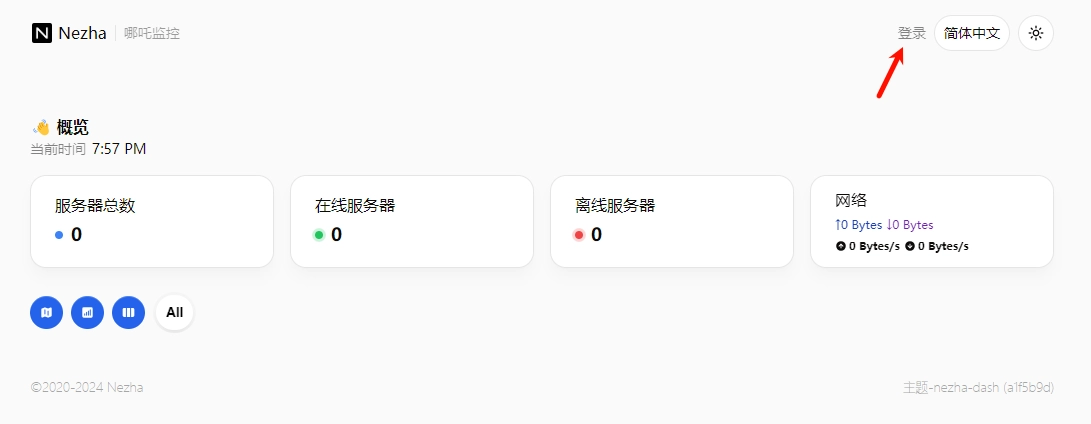 N Nezha 哪吒监控 登录 简体中文
👋 概览
当前时间 7:57 PM
服务器总数 在线服务器 离线服务器 网络
↑0 Bytes ↓0 Bytes
0 0 0
0 Bytes/s 0 Bytes/s
All
©2020-2024 Nezha 主题-nezha-dash (a1f5b9d)